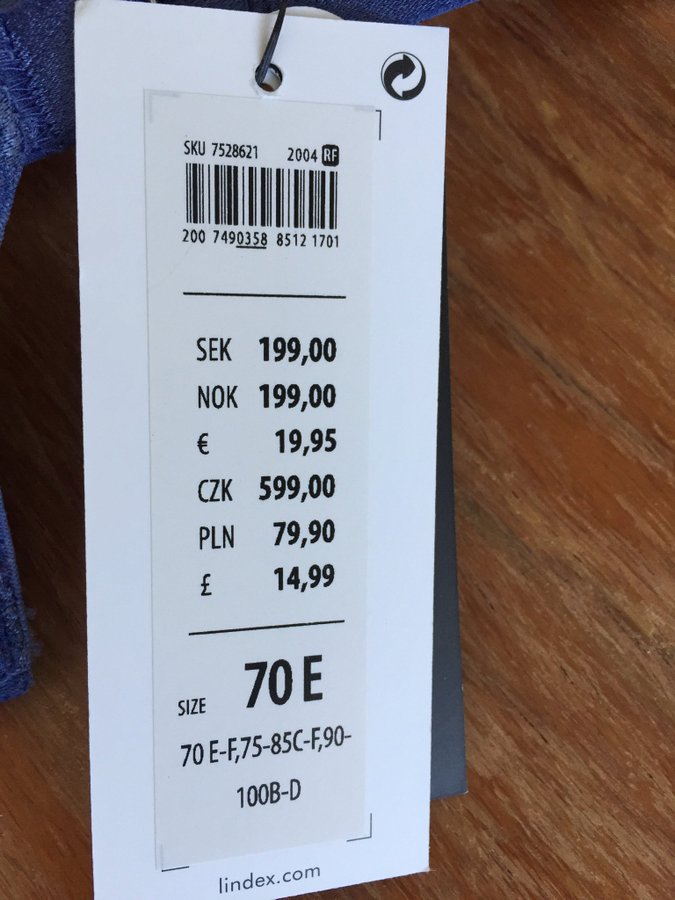 SKU 7528621 2004 RF
200 7490358 8512 1701
SEK 199,00
NOK 199,00
€ 19,95
CZK 599,00
PLN 79,90
£ 14,99
SIZE 70 E
70 E-F,75-85C-F,90-
100B-D
lindex.com